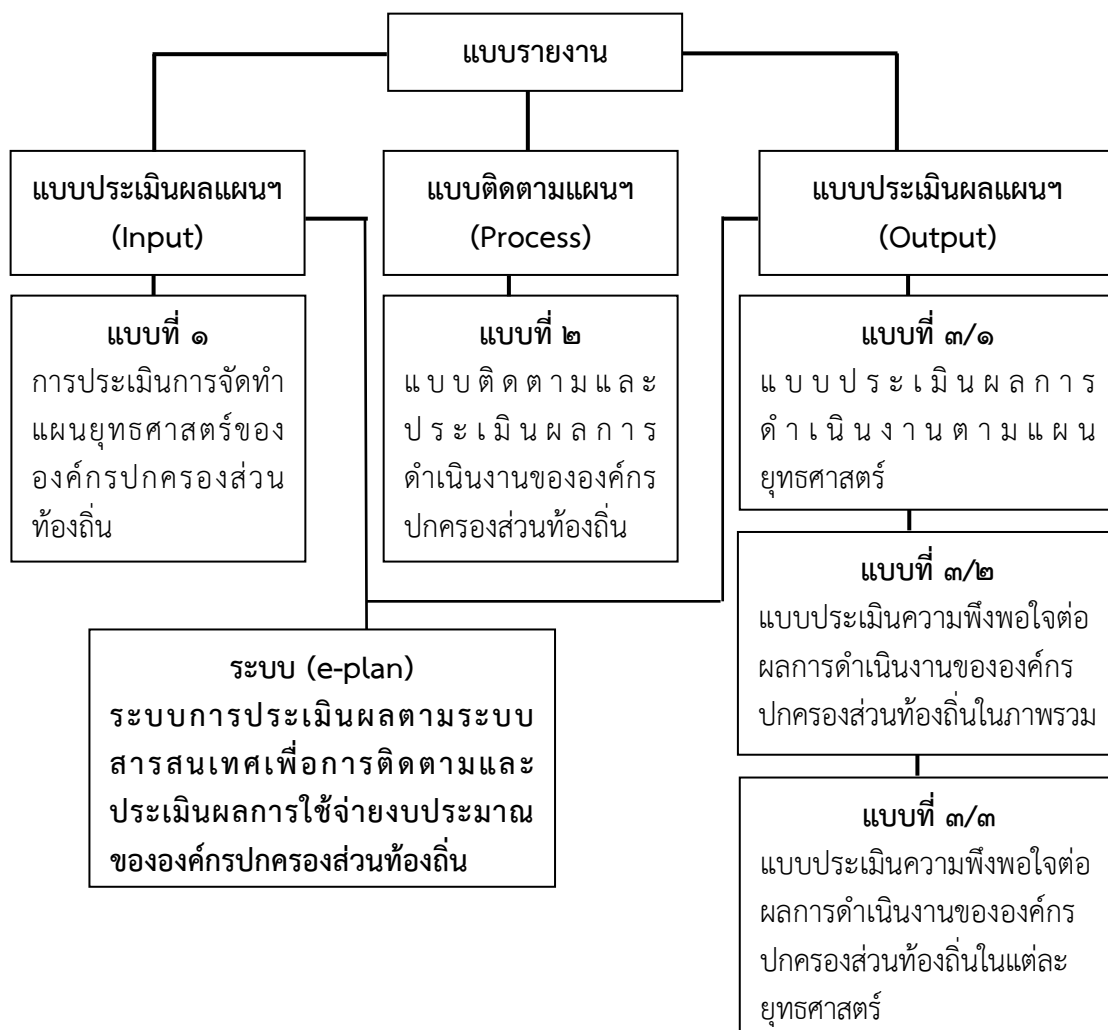 แบบรายงาน
แบบประเมินผลแผนฯ
(Input)
แบบติดตามแผนฯ
(Process)
แบบประเมินผลแผนฯ
(Output)
แบบที่ ๑
การประเมินการจัดทำ
แผนยุทธศาสตร์ของ
องค์กรปกครองส่วน
ท้องถิ่น
แบบที่ ๒
แบบติดตามและ
ประเมินผลการ
ดำเนินงานขององค์กร
ปกครองส่วนท้องถิ่น
แบบที่ ๓/๑
แบบประเมินผลการ
ดำเนินงานตามแผน
ยุทธศาสตร์
แบบที่ ๓/๒
แบบประเมินความพึงพอใจต่อ
ผลการดำเนินงานขององค์กร
ปกครองส่วนท้องถิ่นในภาพรวม
ระบบ (e-plan)
ระบบการประเมินผลตามระบบ
สารสนเทศเพื่อการติดตามและ
ประเมินผลการใช้จ่ายงบประมาณ
ขององค์กรปกครองส่วนท้องถิ่น
แบบที่ ๓/๓
แบบประเมินความพึงพอใจต่อ
ผลการดำเนินงานขององค์กร
ปกครองส่วนท้องถิ่นในแต่ละ
ยุทธศาสตร์